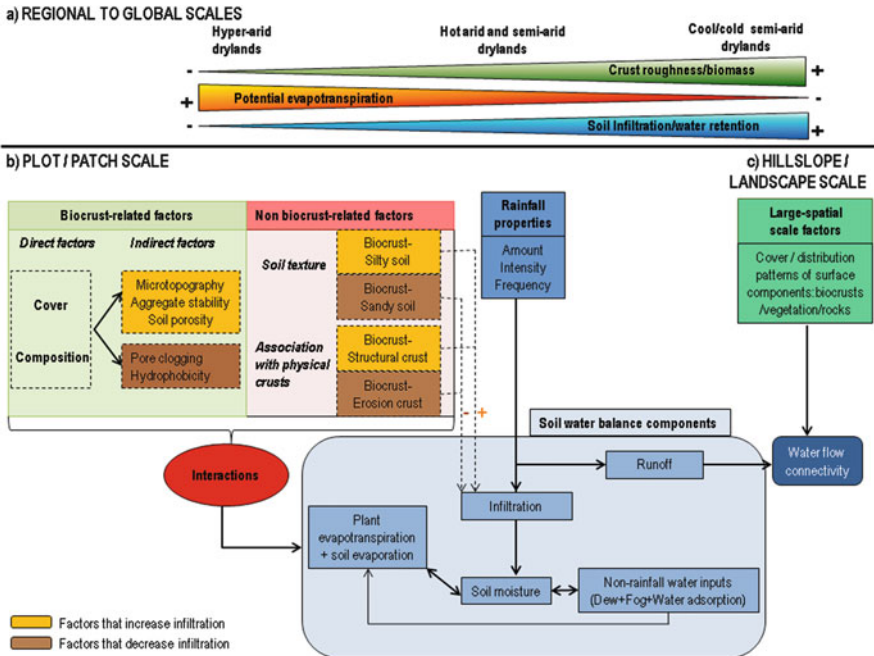 a) REGIONAL TO GLOBAL SCALES
Hyper-arid
drylands
Hot arid and semi-arid
drylands
Cool/cold semi-arid
drylands
- Crust roughness/biomass +
+ Potential evapotranspiration -
- Soil Infiltration/water retention +
b) PLOT / PATCH SCALE
Biocrust-related factors
Direct factors
Indirect factors
Cover
Composition
Microtopography
Aggregate stability
Soil porosity
Pore clogging
Hydrophobicity
Non biocrust-related factors
Soil texture
Biocrust-
Silty soil
Biocrust-
Sandy soil
Association
with physical
crusts
Biocrust-
Structural crust
Biocrust-
Erosion crust
- +
Rainfall
properties
Amount
Intensity
Frequency
c) HILLSLOPE /
LANDSCAPE SCALE
Large-spatial
scale factors
Cover / distribution
patterns of surface
components:biocrusts
/vegetation/rocks
Interactions
Soil water balance components
Runoff
Water flow
connectivity
Infiltration
Plant
evapotranspiration
+ soil evaporation
Soil moisture
Non-rainfall water inputs
(Dew+Fog+Water adsorption)
Factors that increase infiltration
Factors that decrease infiltration